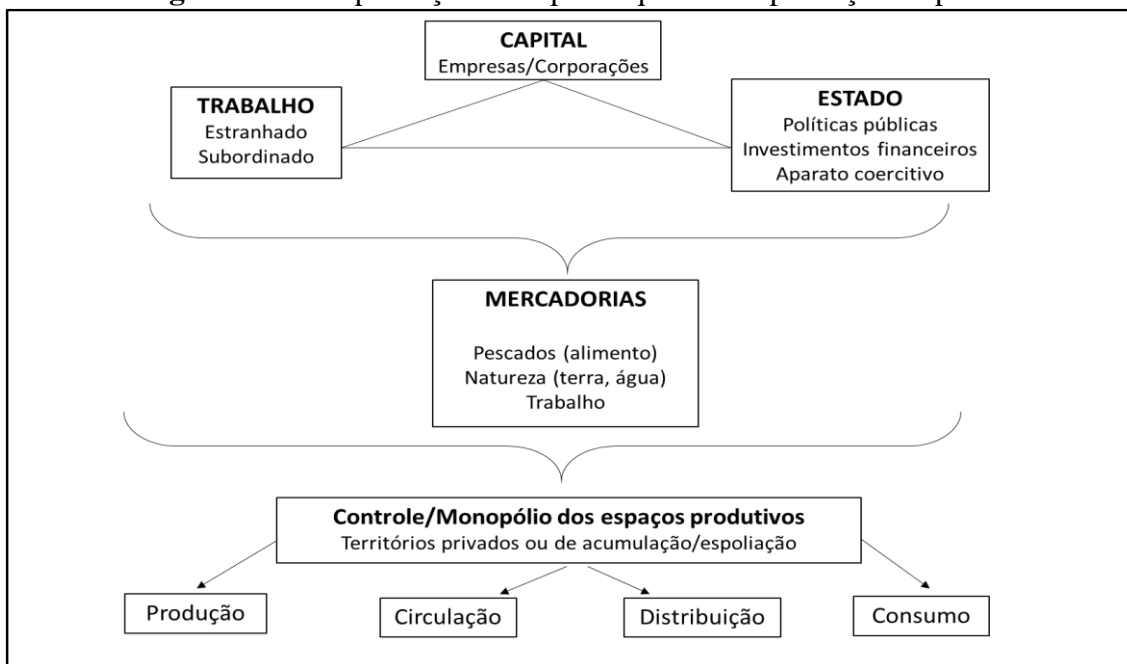 CAPITAL
Empresas/Corporações
TRABALHO
Estranhado
Subordinado
ESTADO
Políticas públicas
Investimentos financeiros
Aparato coercitivo
MERCADORIAS
Pescados (alimento)
Natureza (terra, água)
Trabalho
Controle/Monopólio dos espaços produtivos
Territórios privados ou de acumulação/espoliação
Produção
Circulação
Distribuição
Consumo